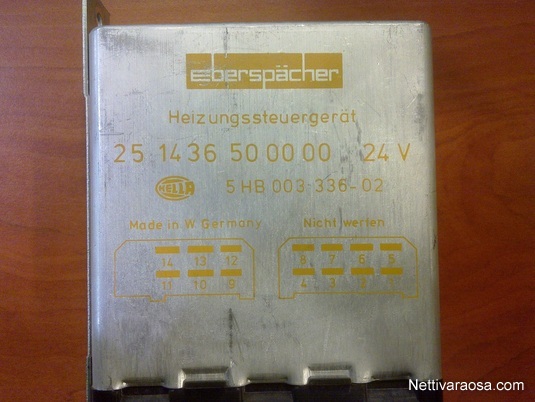 eberspächer
Heizungssteuergerät
25 1436 50 00 00 24 V
HELLA 5 HB 003 336-02
Made in W. Germany Nicht werfen
14 13 12 8 7 6 5
11 10 9 4 3 2 1
Nettivaraosa.com